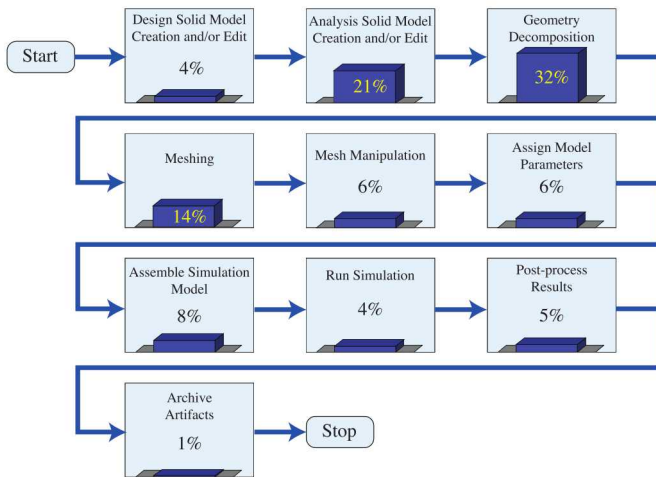 Start
Design Solid Model
Creation and/or Edit
4%
Analysis Solid Model
Creation and/or Edit
21%
Geometry
Decomposition
32%
Meshing
14%
Mesh Manipulation
6%
Assign Model
Parameters
6%
Assemble Simulation
Model
8%
Run Simulation
4%
Post-process
Results
5%
Archive
Artifacts
1%
Stop